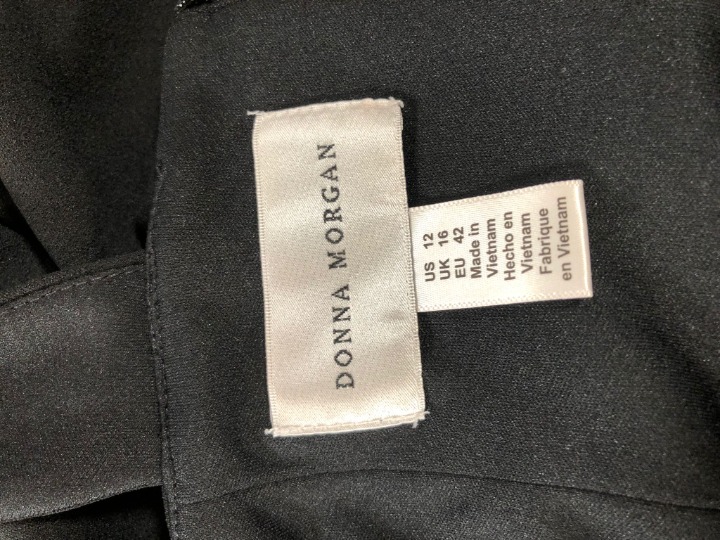 DONNA MORGAN
US 12
UK 16
EU 42
Made in
Vietnam
Hecho en
Vietnam
Fabrique
en Vietnam